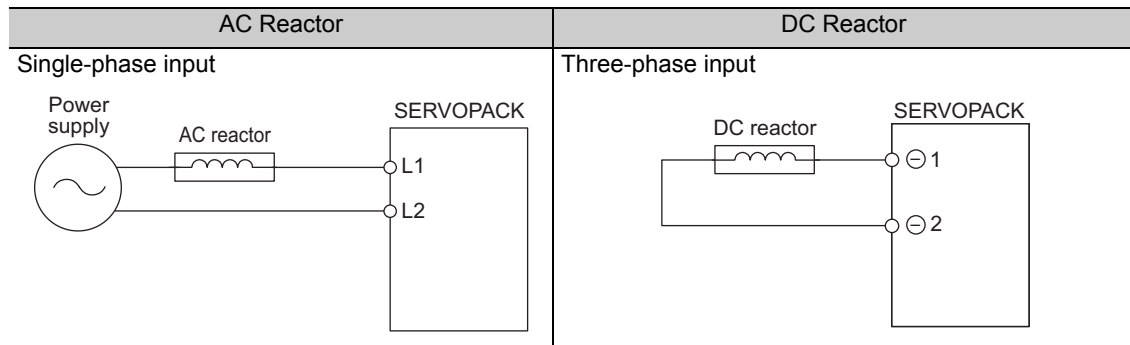 AC Reactor
DC Reactor
Single-phase input
Power
supply
AC reactor
SERVOPACK
L1
L2
Three-phase input
DC reactor
SERVOPACK
⊖ 1
⊖ 2